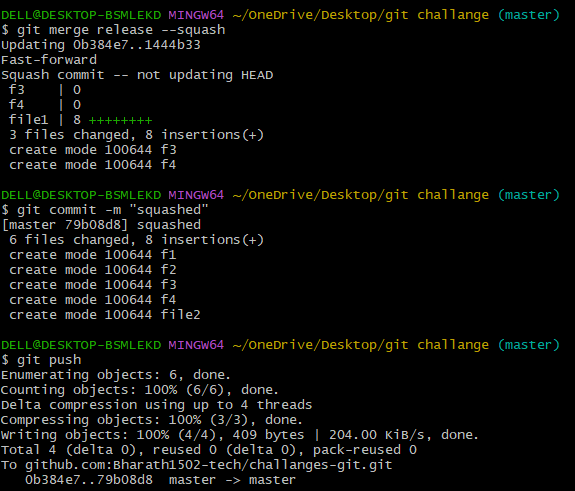 DELL@DESKTOP-BSMLEKD MINGW64 ~/OneDrive/Desktop/git challange (master)
$ git merge release --squash
Updating 0b384e7..1444b33
Fast-forward
Squash commit -- not updating HEAD
 f3    | 0
 f4    | 0
 file1 | 8 ++++++++
 3 files changed, 8 insertions(+)
 create mode 100644 f3
 create mode 100644 f4
DELL@DESKTOP-BSMLEKD MINGW64 ~/OneDrive/Desktop/git challange (master)
$ git commit -m "squashed"
[master 79b08d8] squashed
 6 files changed, 8 insertions(+)
 create mode 100644 f1
 create mode 100644 f2
 create mode 100644 f3
 create mode 100644 f4
 create mode 100644 file2
DELL@DESKTOP-BSMLEKD MINGW64 ~/OneDrive/Desktop/git challange (master)
$ git push
Enumerating objects: 6, done.
Counting objects: 100% (6/6), done.
Delta compression using up to 4 threads
Compressing objects: 100% (3/3), done.
Writing objects: 100% (4/4), 409 bytes | 204.00 KiB/s, done.
Total 4 (delta 0), reused 0 (delta 0), pack-reused 0
To github.com:Bharath1502-tech/challanges-git.git
   0b384e7..79b08d8  master -> master